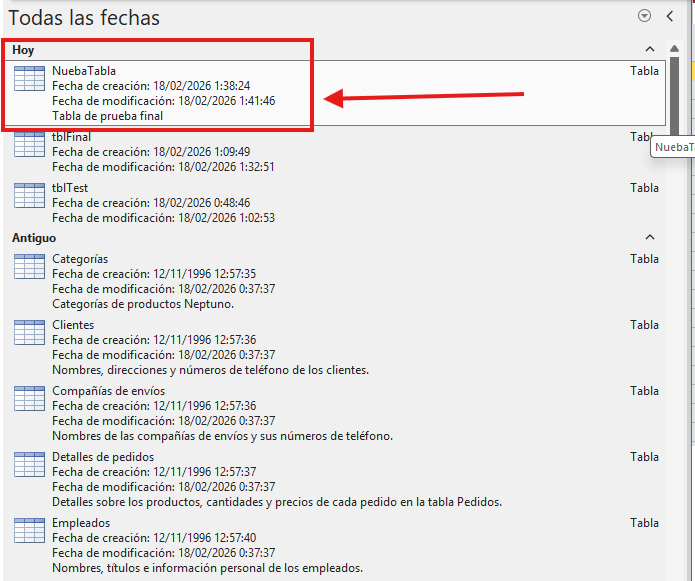 Todas las fechas
Hoy
NuebaTabla Tabla
Fecha de creación: 18/02/2026 1:38:24
Fecha de modificación: 18/02/2026 1:41:46
Tabla de prueba final
tblFinal Tabla
Fecha de creación: 18/02/2026 1:09:49
Fecha de modificación: 18/02/2026 1:32:51
NuebaT
tblTest Tabla
Fecha de creación: 18/02/2026 0:48:46
Fecha de modificación: 18/02/2026 1:02:53
Antiguo
Categorías Tabla
Fecha de creación: 12/11/1996 12:57:35
Fecha de modificación: 18/02/2026 0:37:37
Categorías de productos Neptuno.
Clientes Tabla
Fecha de creación: 12/11/1996 12:57:36
Fecha de modificación: 18/02/2026 0:37:37
Nombres, direcciones y números de teléfono de los clientes.
Compañías de envíos Tabla
Fecha de creación: 12/11/1996 12:57:36
Fecha de modificación: 18/02/2026 0:37:37
Nombres de las compañías de envíos y sus números de teléfono.
Detalles de pedidos Tabla
Fecha de creación: 12/11/1996 12:57:37
Fecha de modificación: 18/02/2026 0:37:37
Detalles sobre los productos, cantidades y precios de cada pedido en la tabla Pedidos.
Empleados Tabla
Fecha de creación: 12/11/1996 12:57:40
Fecha de modificación: 18/02/2026 0:37:37
Nombres, títulos e información personal de los empleados.